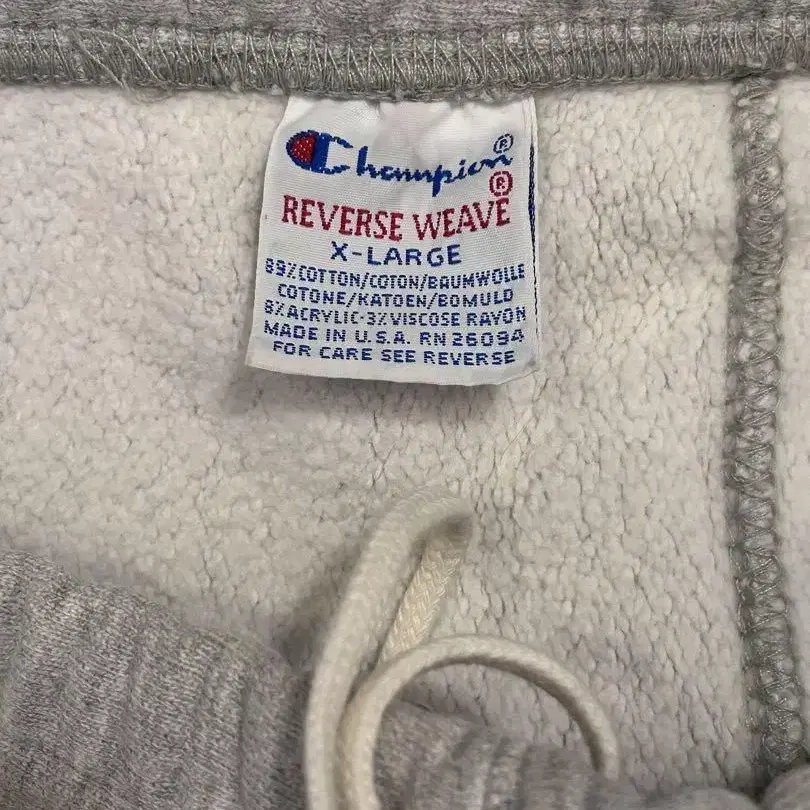 Champion®
®
REVERSE WEAVE
X-LARGE
89%COTTON/COTON/BAUMWOLLE
COTONE/KATOEN/BOMULD
8%ACRYLIC-3%VISCOSE RAYON
MADE IN U.S.A. RN26094
FOR CARE SEE REVERSE